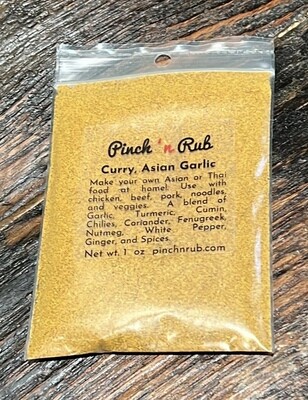 Pinch 'n Rub
Curry, Asian Garlic
Make your own Asian or Thai
food at home! Use with
chicken, beef, pork, noodles,
and veggies. A blend of
Garlic, Turmeric, Cumin,
Chilies, Coriander, Fenugreek,
Nutmeg, White Pepper,
Ginger, and Spices.
Net wt. 1 oz pinchnrub.com